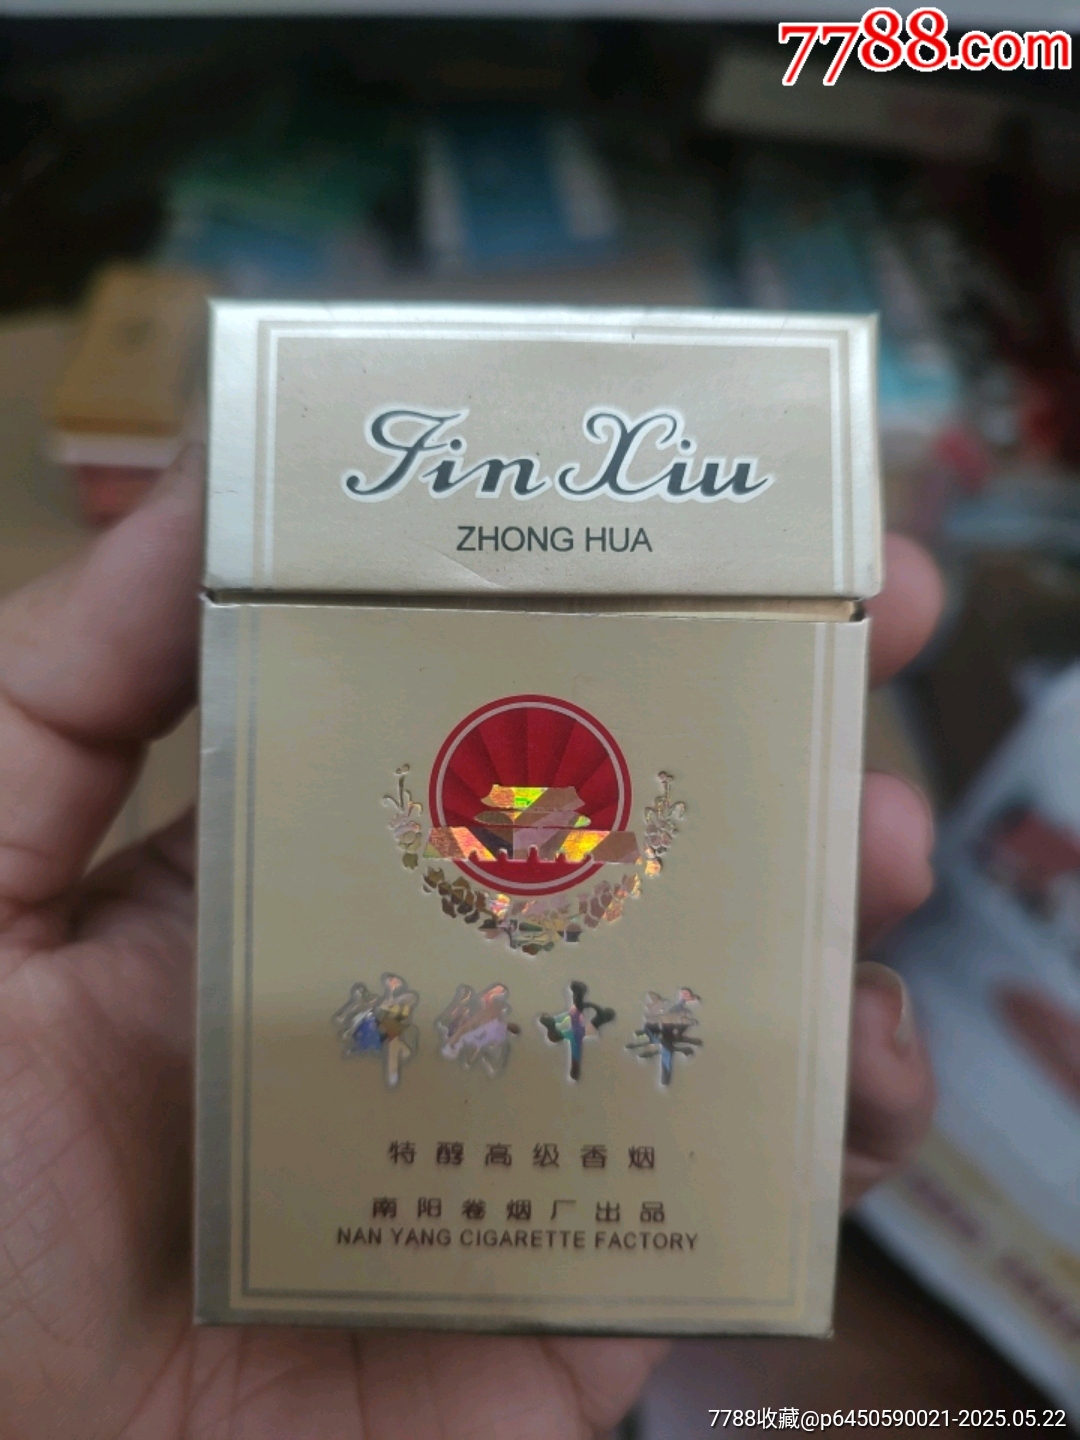 7788.com
Jin Xiu
ZHONG HUA
锦绣中华
特醇高级香烟
南阳卷烟厂出品
NAN YANG CIGARETTE FACTORY
7788收藏@p6450590021-2025.05.22